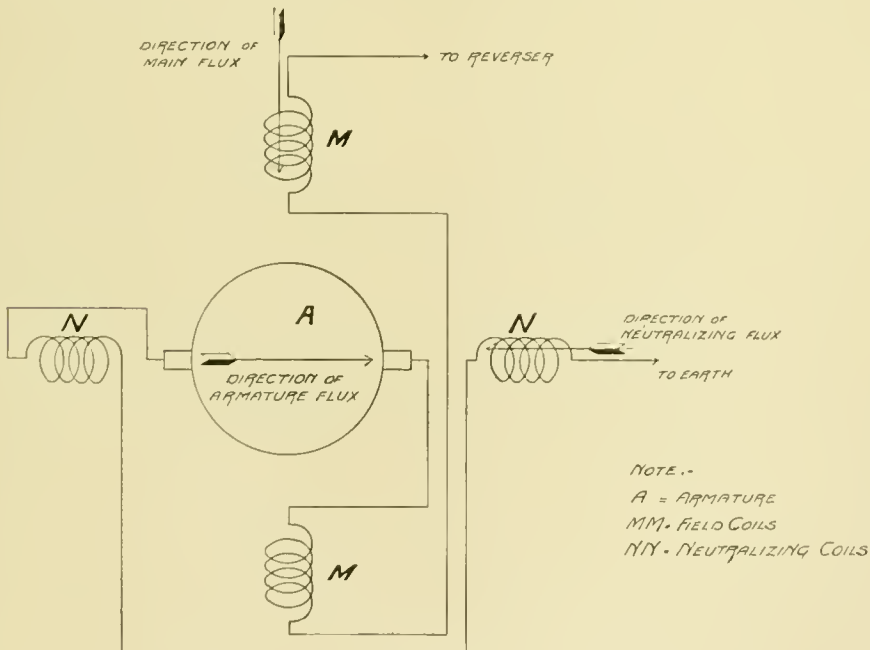 DIRECTION OF
MAIN FLUX
TO REVERSER
M
A
N
N
DIRECTION OF
NEUTRALIZING FLUX
TO EARTH
DIRECTION OF
ARMATURE FLUX
M
NOTE.-
A = ARMATURE
MM. FIELD COILS
NN. NEUTRALIZING COILS